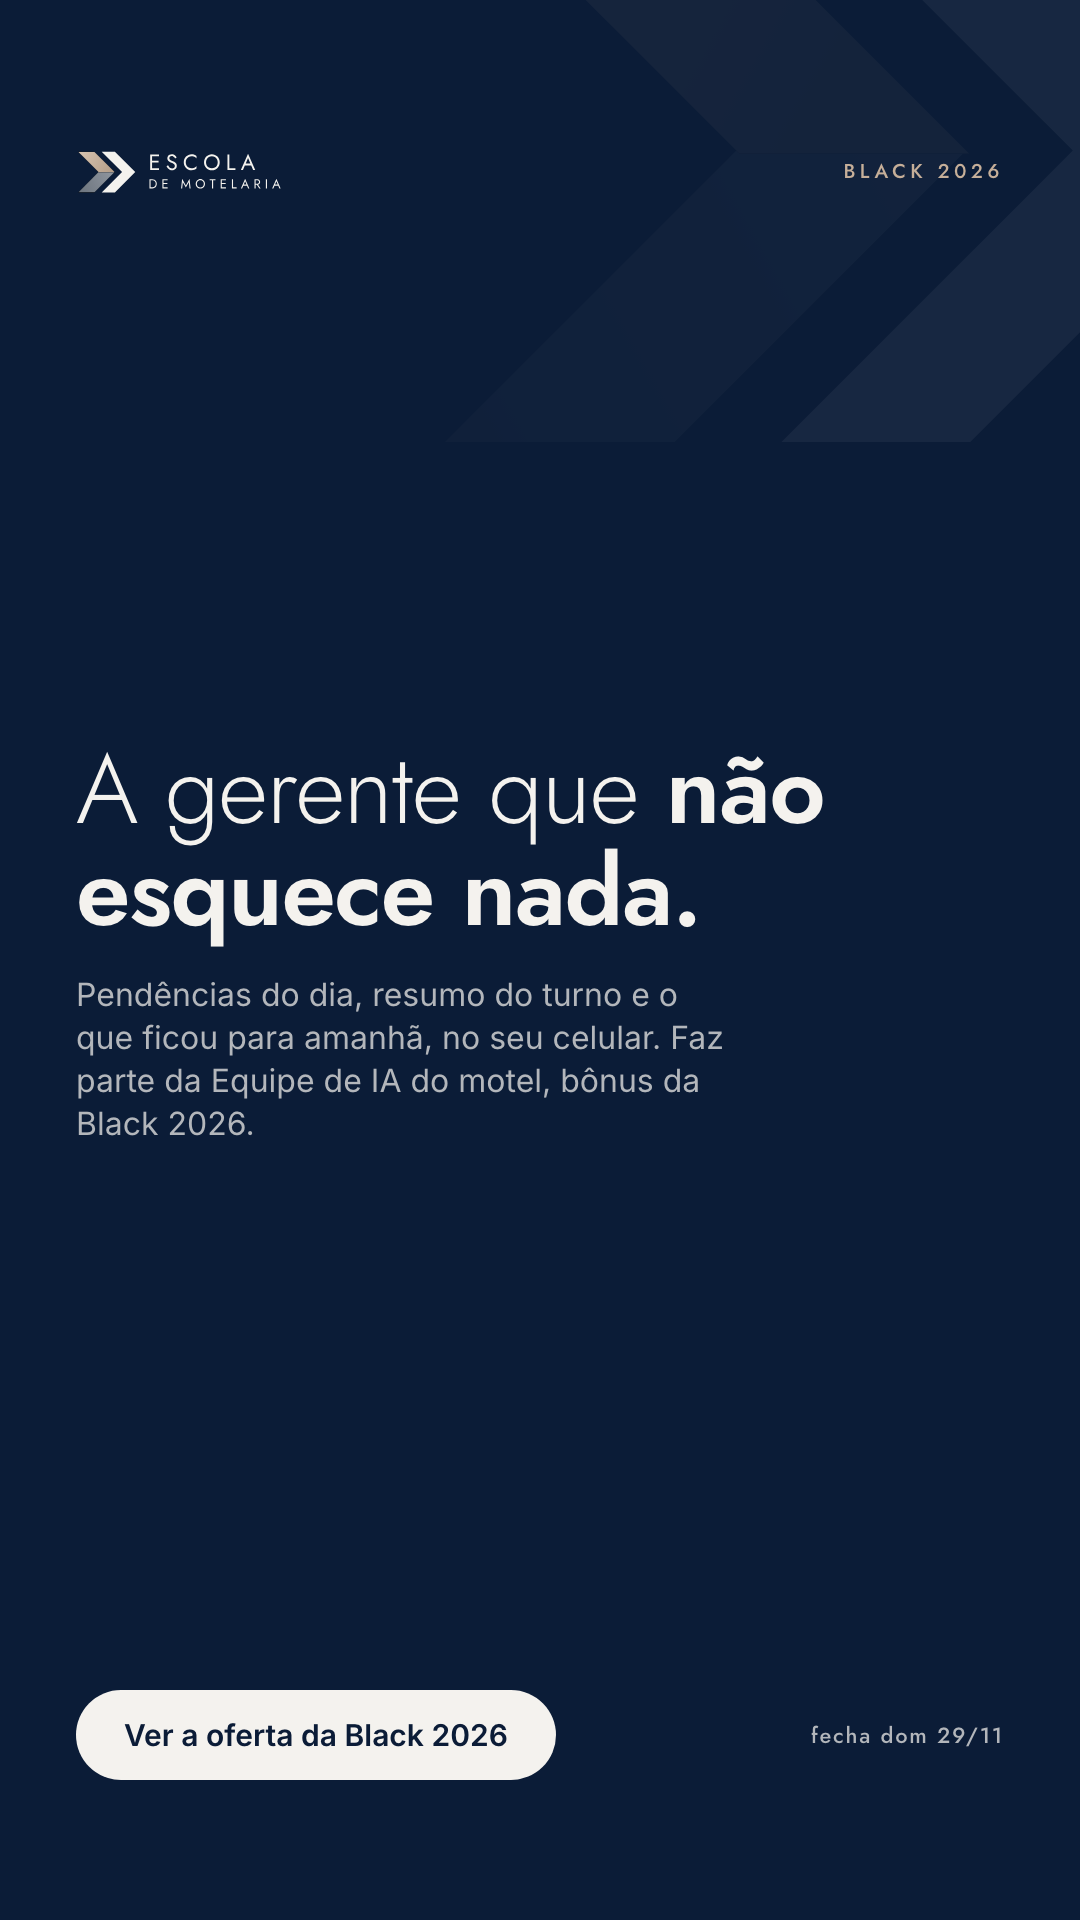 ESCOLA
DE MOTELARIA
BLACK 2026
A gerente que não
esquece nada.
Pendências do dia, resumo do turno e o
que ficou para amanhã, no seu celular. Faz
parte da Equipe de IA do motel, bônus da
Black 2026.
Ver a oferta da Black 2026
fecha dom 29/11